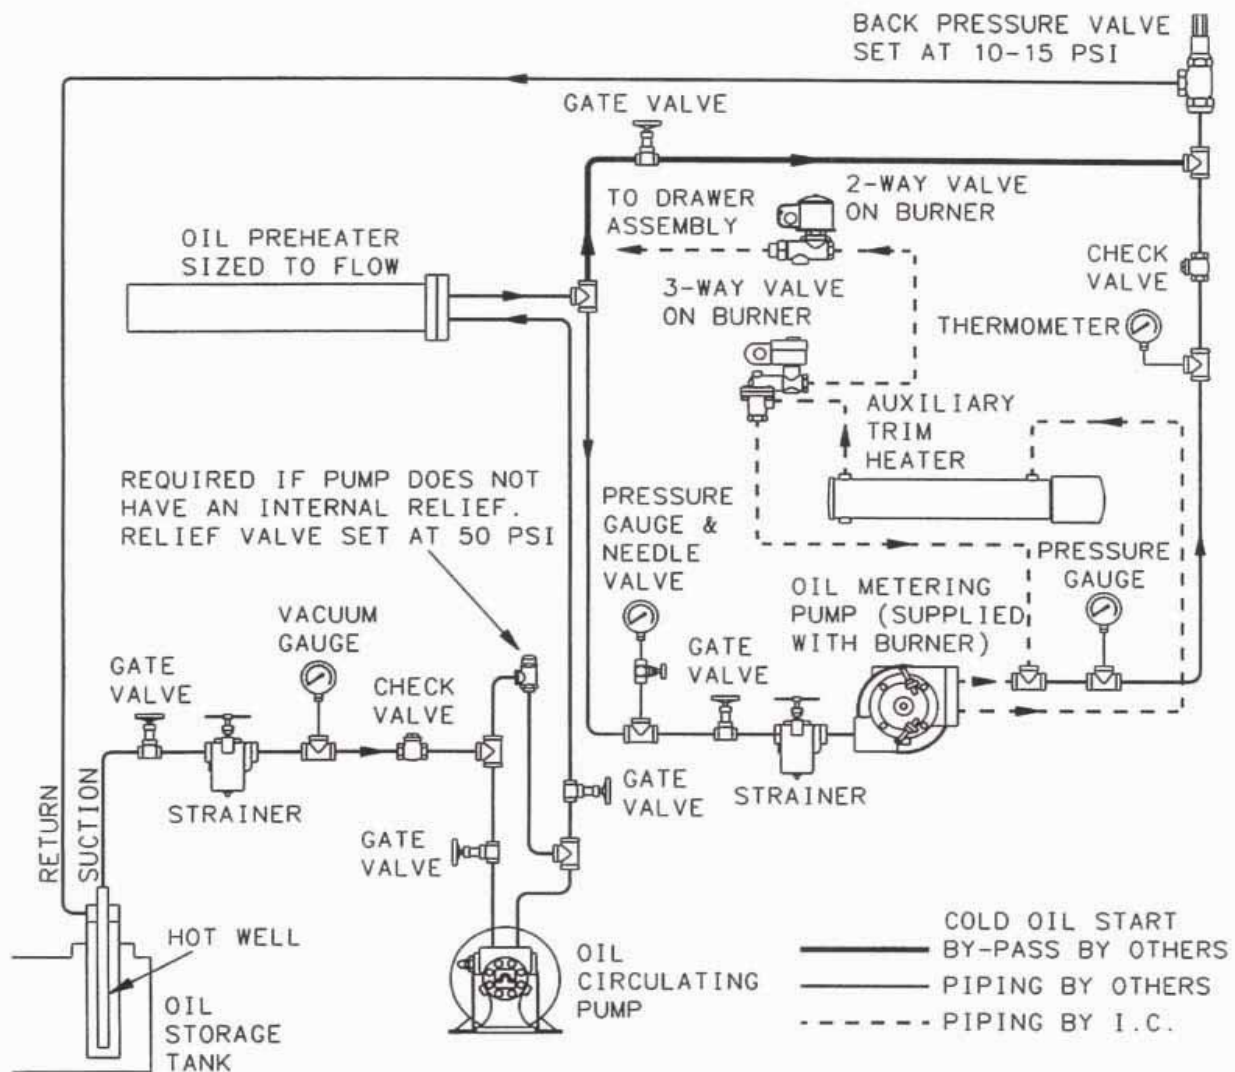 BACK PRESSURE VALVE
SET AT 10-15 PSI
GATE VALVE
TO DRAWER
ASSEMBLY
2-WAY VALVE
ON BURNER
OIL PREHEATER
SIZED TO FLOW
3-WAY VALVE
ON BURNER
CHECK
VALVE
THERMOMETER
AUXILIARY
TRIM
HEATER
REQUIRED IF PUMP DOES NOT
HAVE AN INTERNAL RELIEF.
RELIEF VALVE SET AT 50 PSI
PRESSURE
GAUGE &
NEEDLE
VALVE
PRESSURE
GAUGE
OIL METERING
PUMP (SUPPLIED
WITH BURNER)
VACUUM
GAUGE
GATE
VALVE
CHECK
VALVE
GATE
VALVE
STRAINER
GATE
VALVE
STRAINER
RETURN
SUCTION
GATE
VALVE
HOT WELL
OIL
STORAGE
TANK
OIL
CIRCULATING
PUMP
COLD OIL START
BY-PASS BY OTHERS
PIPING BY OTHERS
PIPING BY I.C.